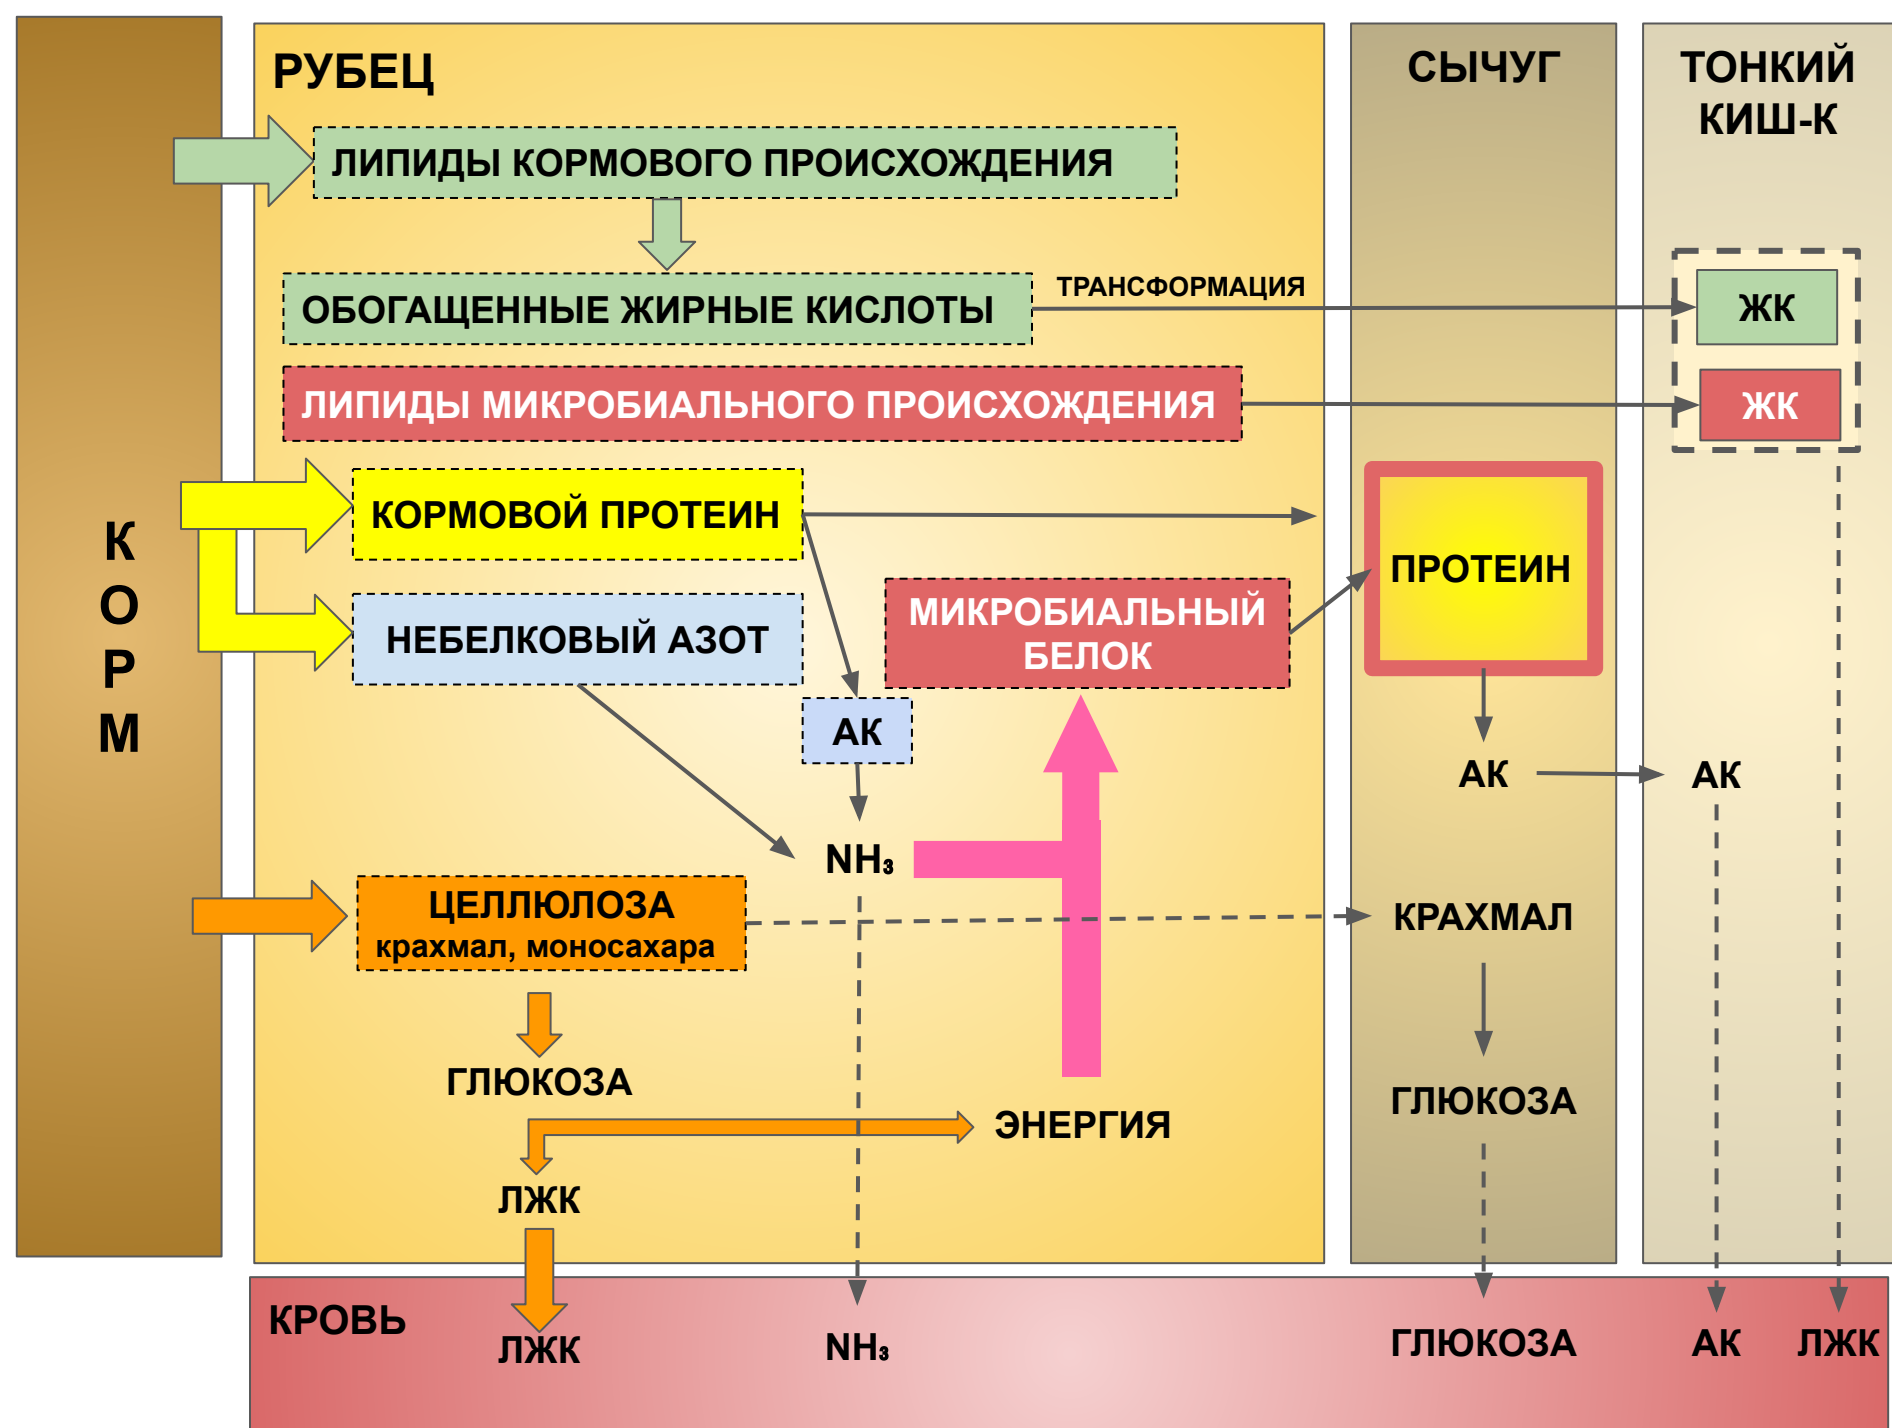 К
О
Р
М
РУБЕЦ
ЛИПИДЫ КОРМОВОГО ПРОИСХОЖДЕНИЯ
ОБОГАЩЕННЫЕ ЖИРНЫЕ КИСЛОТЫ
ТРАНСФОРМАЦИЯ
ЛИПИДЫ МИКРОБИАЛЬНОГО ПРОИСХОЖДЕНИЯ
КОРМОВОЙ ПРОТЕИН
НЕБЕЛКОВЫЙ АЗОТ
МИКРОБИАЛЬНЫЙ
БЕЛОК
АК
NH₃
ЦЕЛЛЮЛОЗА
крахмал, моносахара
ГЛЮКОЗА
ЭНЕРГИЯ
ЛЖК
СЫЧУГ
ПРОТЕИН
АК
КРАХМАЛ
ГЛЮКОЗА
ТОНКИЙ
КИШ-К
ЖК
ЖК
АК
КРОВЬ
ЛЖК
NH₃
ГЛЮКОЗА
АК
ЛЖК